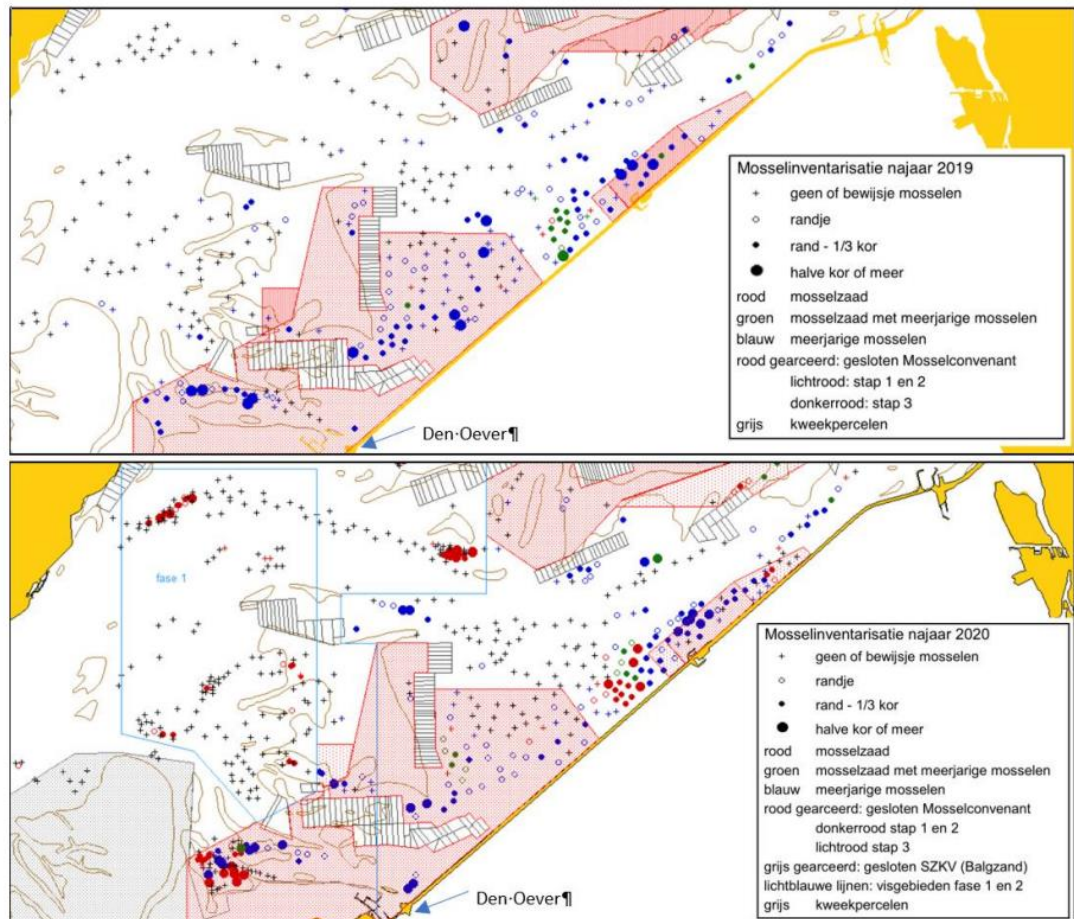 Mosselinventarisatie najaar 2019
+ geen of bewijsje mosselen
○ randje
● rand - 1/3 kor
● halve kor of meer
rood mosselzaad
groen mosselzaad met meerjarige mosselen
blauw meerjarige mosselen
rood gearceerd: gesloten Mosselconvenant
lichtrood: stap 1 en 2
donkerrood: stap 3
grijs kweekpercelen
Den·Oever¶
fase 1
Mosselinventarisatie najaar 2020
+ geen of bewijsje mosselen
○ randje
● rand - 1/3 kor
● halve kor of meer
rood mosselzaad
groen mosselzaad met meerjarige mosselen
blauw meerjarige mosselen
rood gearceerd: gesloten Mosselconvenant
donkerrood stap 1 en 2
lichtrood stap 3
grijs gearceerd: gesloten SZKV (Balgzand)
lichtblauwe lijnen: visgebieden fase 1 en 2
grijs kweekpercelen
Den·Oever¶